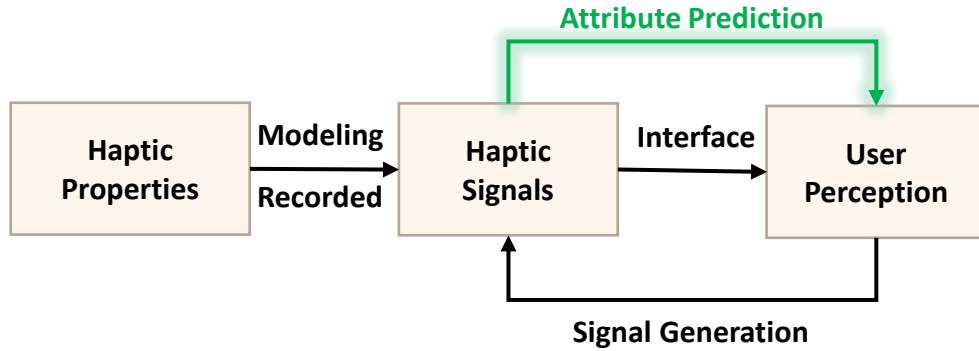 Attribute Prediction
Haptic
Properties
Modeling
Recorded
Haptic
Signals
Interface
User
Perception
Signal Generation